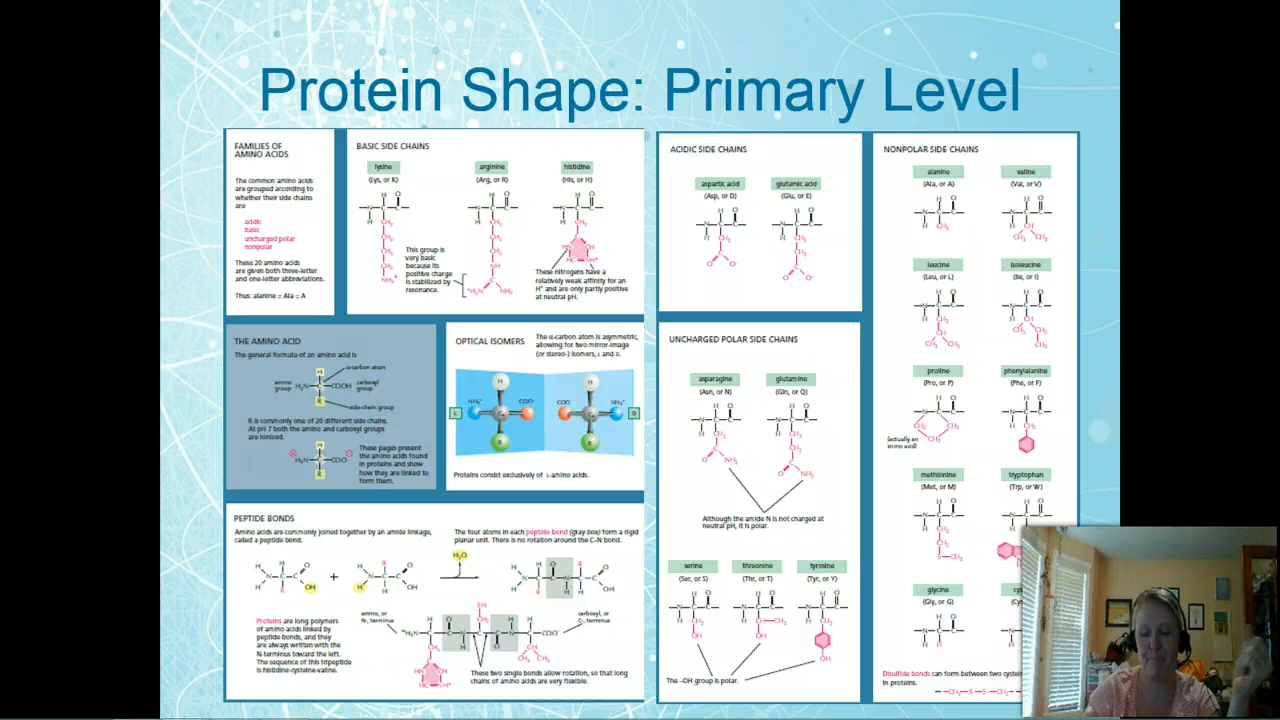 Protein Shape: Primary Level
FAMILIES OF
AMINO ACIDS
The common amino acids
are grouped according to
whether their side chains
are
acidic
basic
uncharged polar
nonpolar
These 20 amino acids
are given both three-letter
and one-letter abbreviations.
Thus: alanine = Ala = A
BASIC SIDE CHAINS
lysine
(Lys, or K)
arginine
(Arg, or R)
histidine
(His, or H)
This group is
very basic
because its
positive charge
is stabilized by
resonance.
These nitrogens have a
relatively weak affinity for an
H⁺ and are only partly positive
at neutral pH.
THE AMINO ACID
The general formula of an amino acid is
α-carbon atom
amino
group
H₂N
C
COOH
carboxyl
group
H
R
side-chain group
R is commonly one of 20 different side chains.
At pH 7 both the amino and carboxyl groups
are ionized.
These pages present
the amino acids found
in proteins and show
how they are linked to
form them.
OPTICAL ISOMERS
The α-carbon atom is asymmetric,
allowing for two mirror-image
(or stereo-) isomers, L and D.
L
H
NH₃⁺
COO⁻
R
H
COO⁻
NH₃⁺
R
D
Proteins consist exclusively of L-amino acids.
PEPTIDE BONDS
Amino acids are commonly joined together by an amide linkage,
called a peptide bond.
The four atoms in each peptide bond (gray box) form a rigid
planar unit. There is no rotation around the C–N bond.
H₂O
SH
Proteins are long polymers
of amino acids linked by
peptide bonds, and they
are always written with the
N-terminus toward the left.
The sequence of this tripeptide
is histidine-cysteine-valine.
amino, or
N-, terminus
carboxyl, or
C-, terminus
These two single bonds allow rotation, so that long
chains of amino acids are very flexible.
ACIDIC SIDE CHAINS
aspartic acid
(Asp, or D)
glutamic acid
(Glu, or E)
UNCHARGED POLAR SIDE CHAINS
asparagine
(Asn, or N)
glutamine
(Gln, or Q)
Although the amide N is not charged at
neutral pH, it is polar.
serine
(Ser, or S)
threonine
(Thr, or T)
tyrosine
(Tyr, or Y)
The –OH group is polar.
NONPOLAR SIDE CHAINS
alanine
(Ala, or A)
valine
(Val, or V)
leucine
(Leu, or L)
isoleucine
(Ile, or I)
proline
(Pro, or P)
phenylalanine
(Phe, or F)
(actually an
imino acid)
methionine
(Met, or M)
tryptophan
(Trp, or W)
glycine
(Gly, or G)
cys
(Cy
Disulfide bonds can form between two cystein
in proteins.
—CH₂—S—S—CH₂—